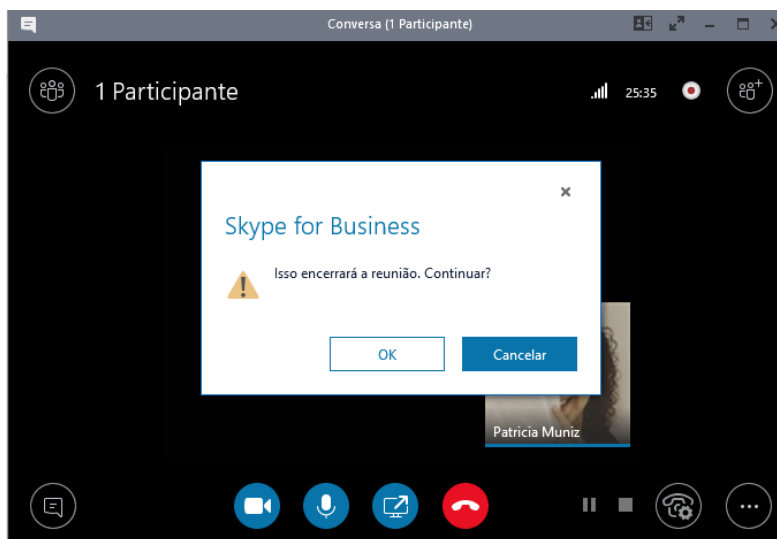 Conversa (1 Participante)
1 Participante
25:35
Skype for Business
Isso encerrará a reunião. Continuar?
OK
Cancelar
Patricia Muniz